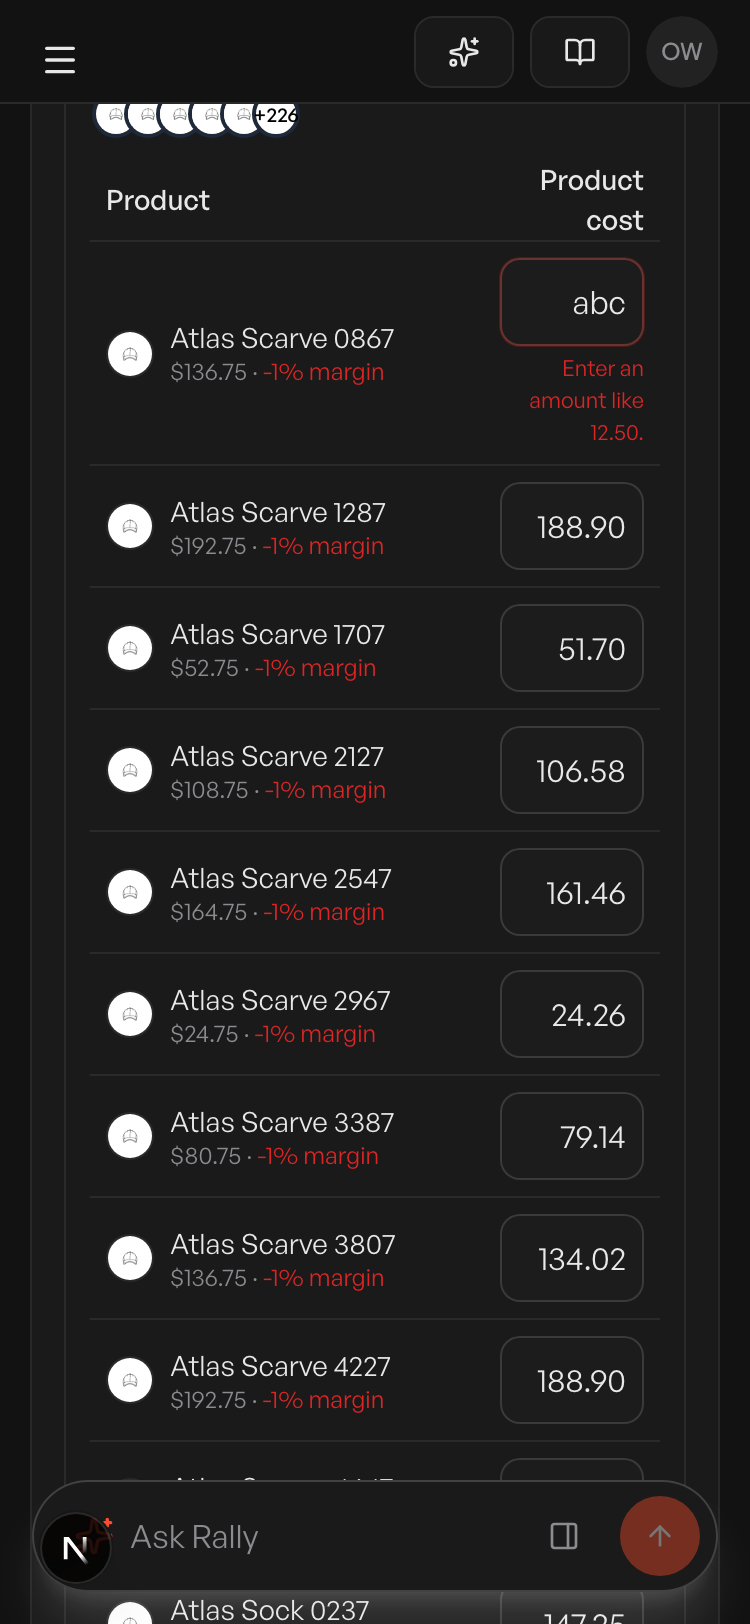 OW
+226
Product
Product cost
Atlas Scarve 0867
$136.75 · -1% margin
abc
Enter an
amount like
12.50.
Atlas Scarve 1287
$192.75 · -1% margin
188.90
Atlas Scarve 1707
$52.75 · -1% margin
51.70
Atlas Scarve 2127
$108.75 · -1% margin
106.58
Atlas Scarve 2547
$164.75 · -1% margin
161.46
Atlas Scarve 2967
$24.75 · -1% margin
24.26
Atlas Scarve 3387
$80.75 · -1% margin
79.14
Atlas Scarve 3807
$136.75 · -1% margin
134.02
Atlas Scarve 4227
$192.75 · -1% margin
188.90
N
Ask Rally
Atlas Sock 0237
147.25